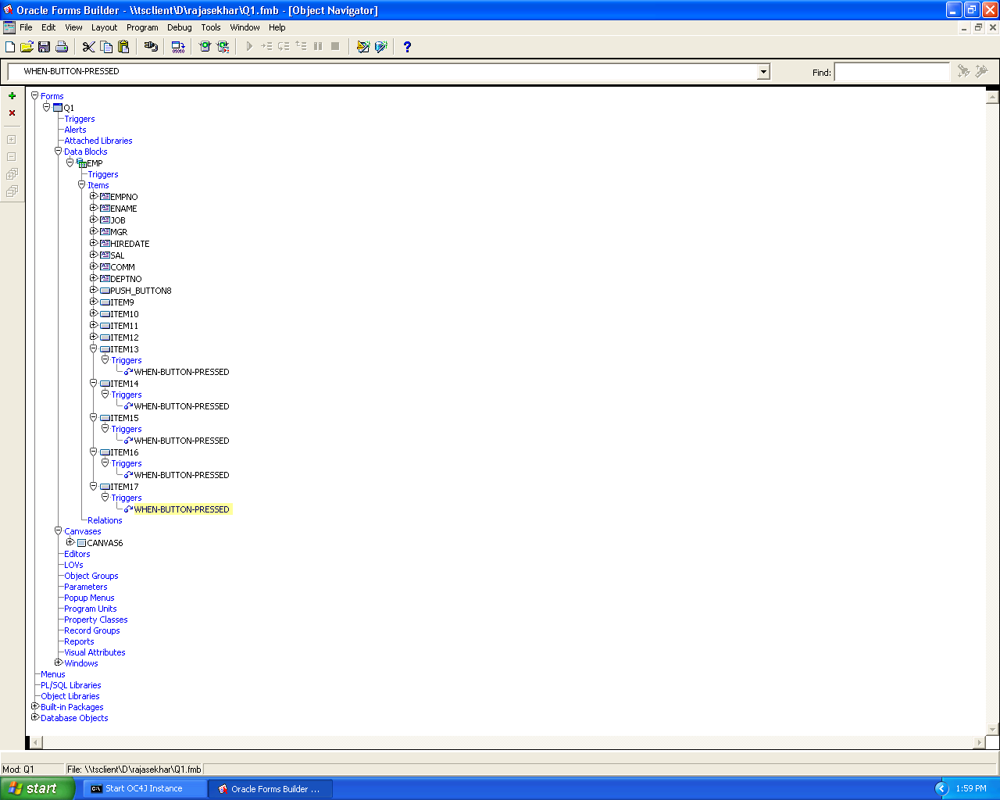 Oracle Forms Builder - \\tsclient\D\rajasekhar\Q1.fmb - [Object Navigator]
File Edit View Layout Program Debug Tools Window Help
WHEN-BUTTON-PRESSED
Find:
Forms
Q1
Triggers
Alerts
Attached Libraries
Data Blocks
EMP
Triggers
Items
EMPNO
ENAME
JOB
MGR
HIREDATE
SAL
COMM
DEPTNO
PUSH_BUTTON8
ITEM9
ITEM10
ITEM11
ITEM12
ITEM13
Triggers
WHEN-BUTTON-PRESSED
ITEM14
Triggers
WHEN-BUTTON-PRESSED
ITEM15
Triggers
WHEN-BUTTON-PRESSED
ITEM16
Triggers
WHEN-BUTTON-PRESSED
ITEM17
Triggers
WHEN-BUTTON-PRESSED
Relations
Canvases
CANVAS6
Editors
LOVs
Object Groups
Parameters
Popup Menus
Program Units
Property Classes
Record Groups
Reports
Visual Attributes
Windows
Menus
PL/SQL Libraries
Object Libraries
Built-in Packages
Database Objects
Mod: Q1 File: \\tsclient\D\rajasekhar\Q1.fmb
start Start OC4J Instance Oracle Forms Builder ... 1:59 PM